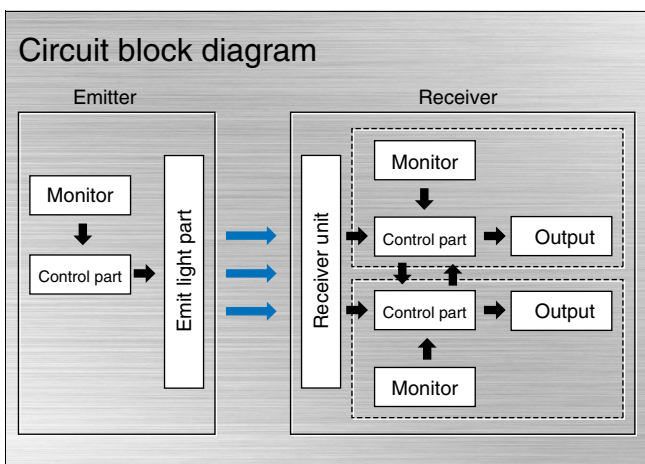 Circuit block diagram
Emitter
Receiver
Monitor
Control part
Emit light part
Receiver unit
Monitor
Control part
Output
Control part
Output
Monitor